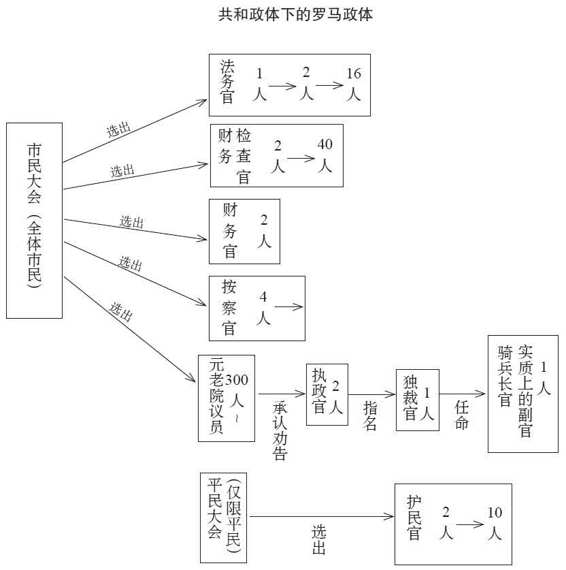 共和政体下的罗马政体
市民大会（全体市民）
选出
法务官
1人
2人
16人
选出
财务检查官
2人
40人
选出
财务官
2人
选出
按察官
4人
选出
元老院议员
300人~
承认劝告
执政官
2人
指名
独裁官
1人
任命
骑兵长官
实质上的副官
1人
平民大会
（仅限平民）
选出
护民官
2人
10人